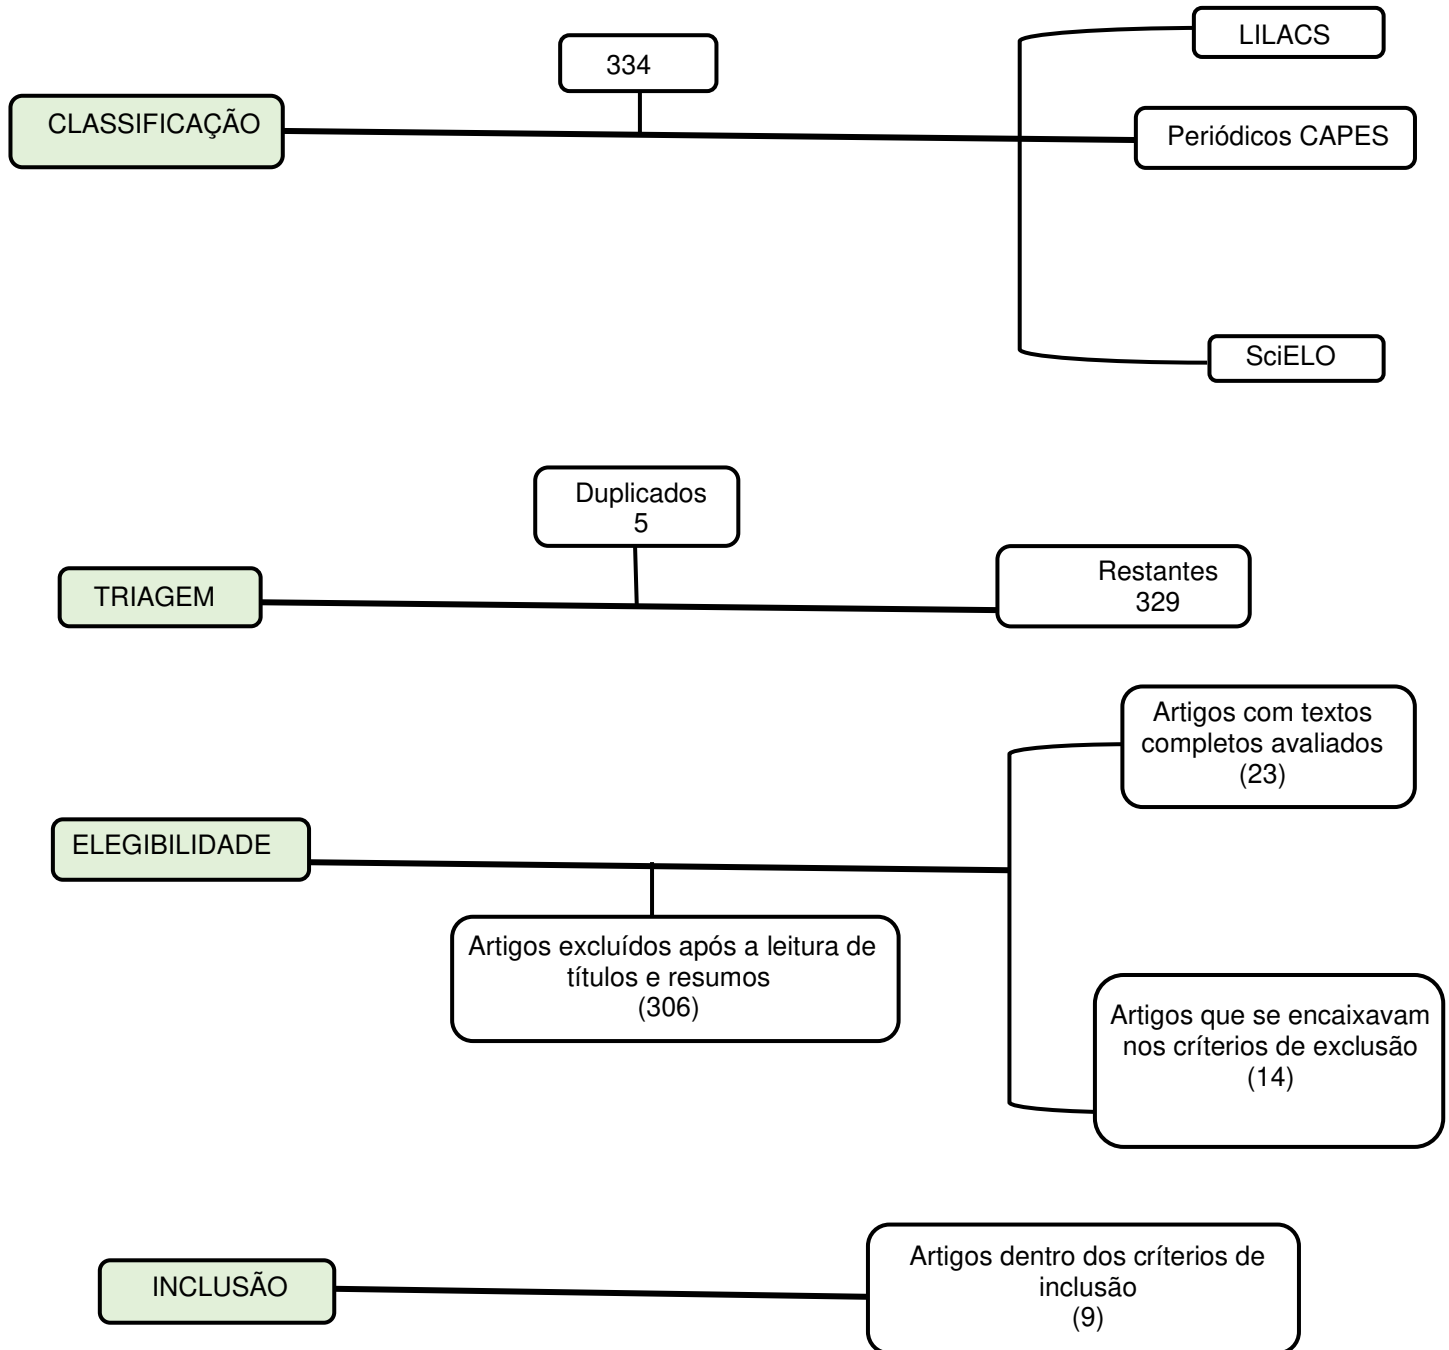 LILACS
334
CLASSIFICAÇÃO
Periódicos CAPES
SciELO
Duplicados
5
TRIAGEM
Restantes
329
Artigos com textos
completos avaliados
(23)
ELEGIBILIDADE
Artigos excluídos após a leitura de
títulos e resumos
(306)
Artigos que se encaixavam
nos críterios de exclusão
(14)
INCLUSÃO
Artigos dentro dos críterios de
inclusão
(9)